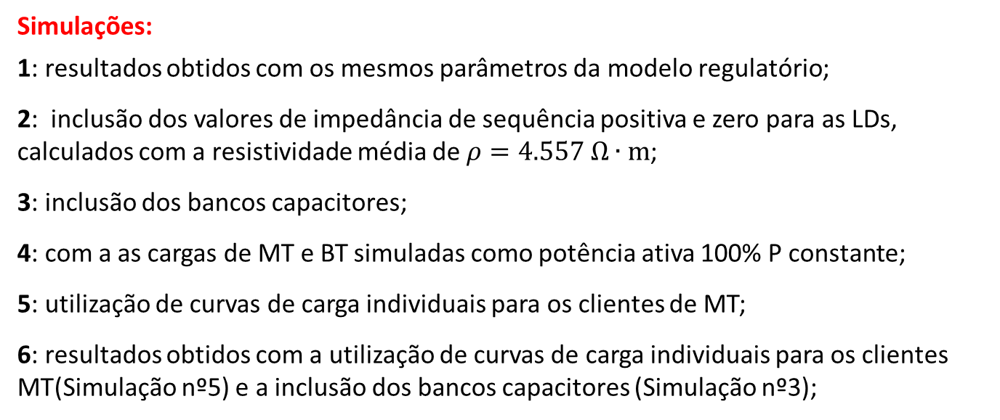 Simulações:
1: resultados obtidos com os mesmos parâmetros da modelo regulatório;
2: inclusão dos valores de impedância de sequência positiva e zero para as LDs,
calculados com a resistividade média de ρ = 4.557 Ω · m;
3: inclusão dos bancos capacitores;
4: com a as cargas de MT e BT simuladas como potência ativa 100% P constante;
5: utilização de curvas de carga individuais para os clientes de MT;
6: resultados obtidos com a utilização de curvas de carga individuais para os clientes
MT(Simulação nº5) e a inclusão dos bancos capacitores (Simulação nº3);